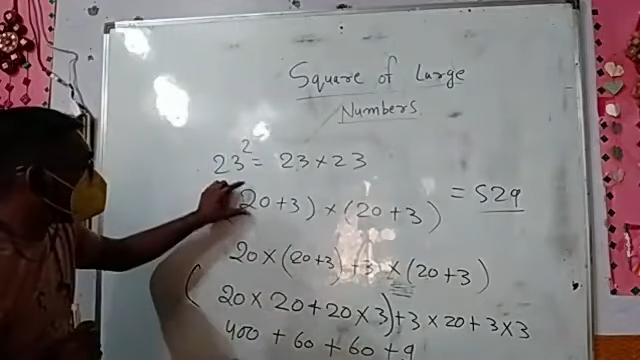 Square of Large
Numbers
23² = 23 × 23
20 + 3) × (20 + 3) = 529
20 × (20 + 3) + 3 × (20 + 3)
(20 × 20 + 20 × 3) + 3 × 20 + 3 × 3
400 + 60 + 60 + 9